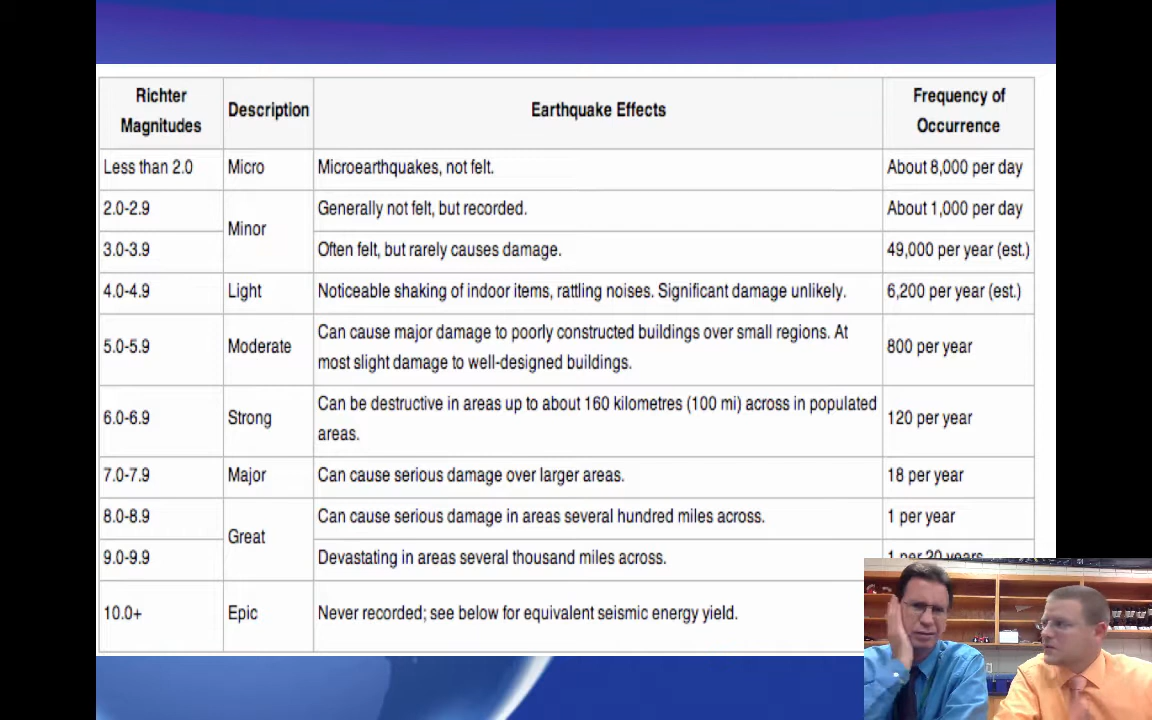 Richter
Magnitudes
Description
Earthquake Effects
Frequency of
Occurrence
Less than 2.0
Micro
Microearthquakes, not felt.
About 8,000 per day
2.0-2.9
Minor
Generally not felt, but recorded.
About 1,000 per day
3.0-3.9
Often felt, but rarely causes damage.
49,000 per year (est.)
4.0-4.9
Light
Noticeable shaking of indoor items, rattling noises. Significant damage unlikely.
6,200 per year (est.)
5.0-5.9
Moderate
Can cause major damage to poorly constructed buildings over small regions. At
most slight damage to well-designed buildings.
800 per year
6.0-6.9
Strong
Can be destructive in areas up to about 160 kilometres (100 mi) across in populated
areas.
120 per year
7.0-7.9
Major
Can cause serious damage over larger areas.
18 per year
8.0-8.9
Great
Can cause serious damage in areas several hundred miles across.
1 per year
9.0-9.9
Devastating in areas several thousand miles across.
1 per 20 years
10.0+
Epic
Never recorded; see below for equivalent seismic energy yield.